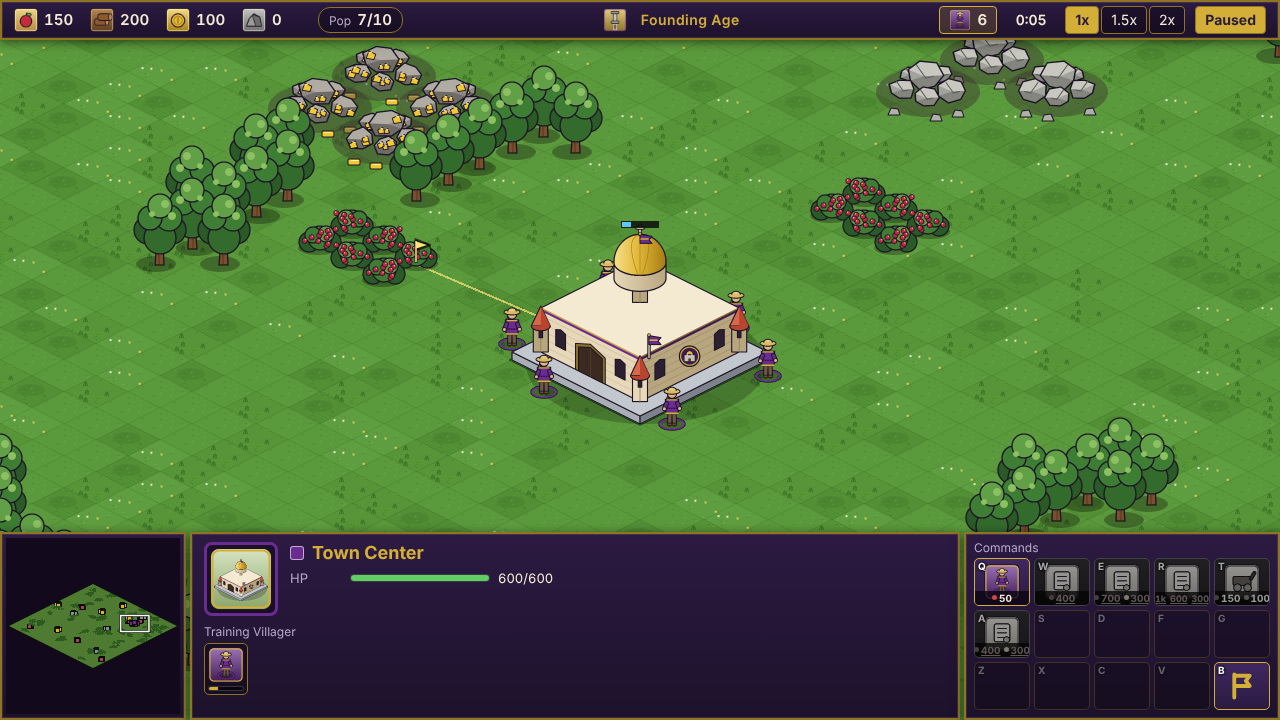 150 200 100 0 Pop 7/10 Founding Age 6 0:05 1x 1.5x 2x Paused
Town Center
HP 600/600
Training Villager
Commands
Q W E R T
50 400 700 300 1k 600 300 150 100
A S D F G
400 300
Z X C V B